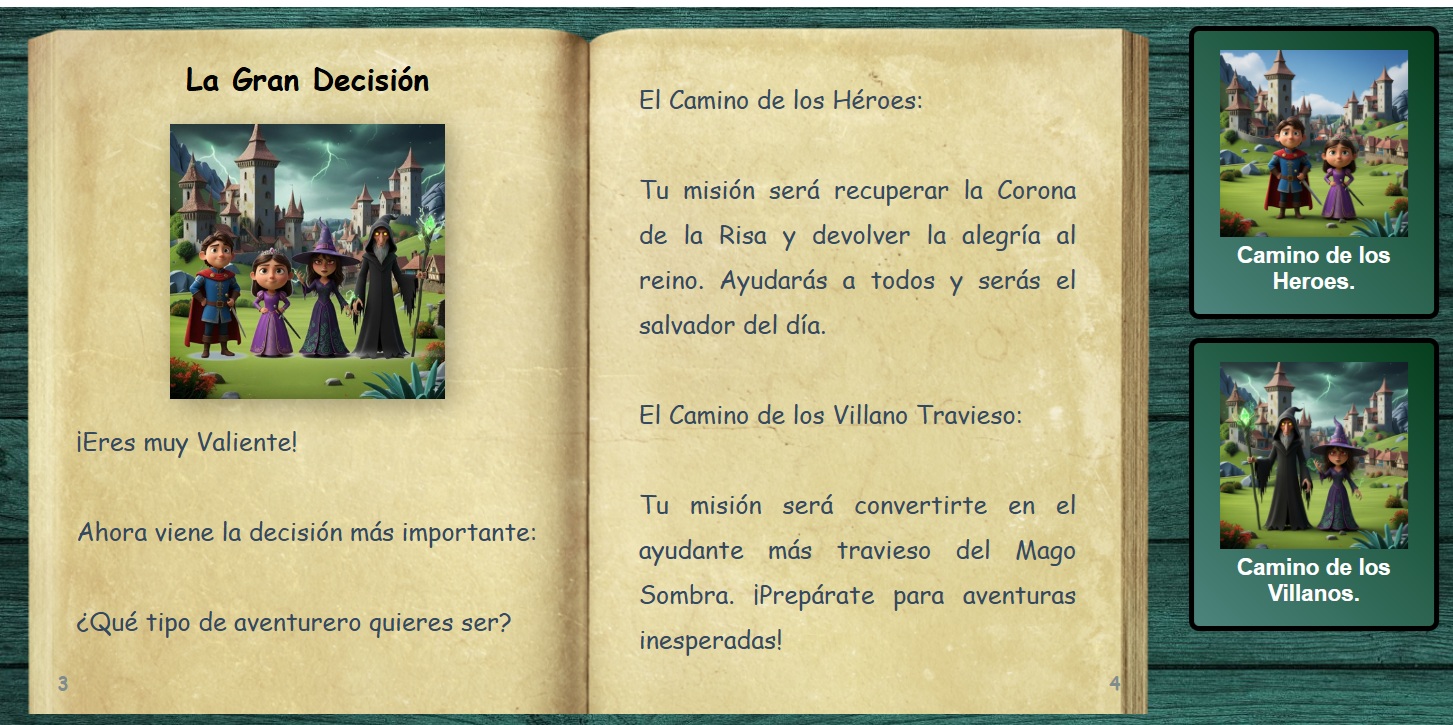 La Gran Decisión
¡Eres muy Valiente!
Ahora viene la decisión más importante:
¿Qué tipo de aventurero quieres ser?
3
El Camino de los Héroes:
Tu misión será recuperar la Corona
de la Risa y devolver la alegría al
reino. Ayudarás a todos y serás el
salvador del día.
El Camino de los Villano Travieso:
Tu misión será convertirte en el
ayudante más travieso del Mago
Sombra. ¡Prepárate para aventuras
inesperadas!
4
Camino de los
Heroes.
Camino de los
Villanos.